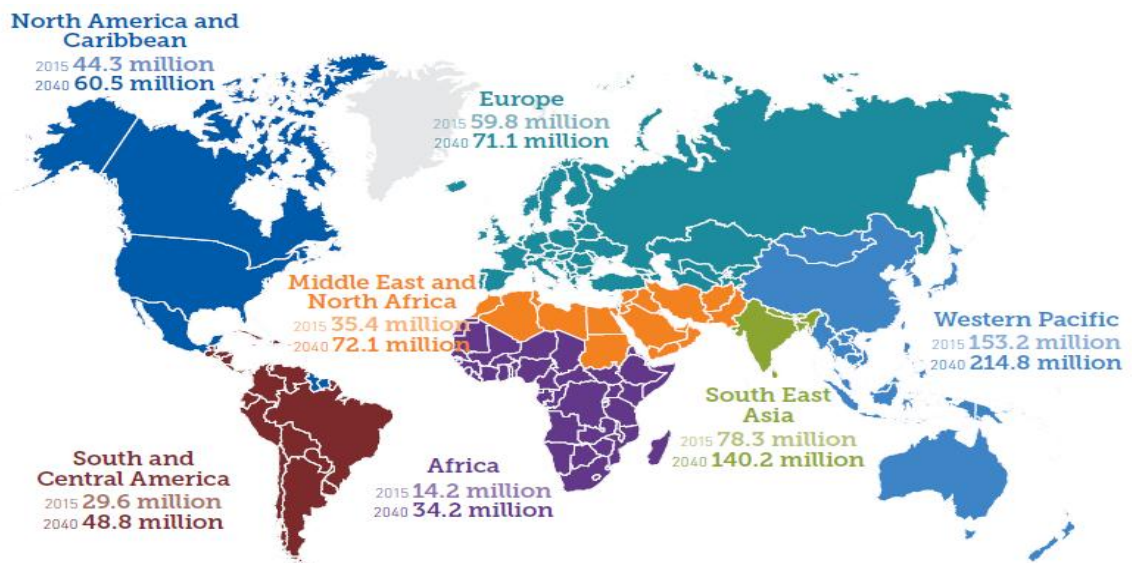 North America and
Caribbean
2015 44.3 million
2040 60.5 million
Europe
2015 59.8 million
2040 71.1 million
Middle East and
North Africa
2015 35.4 million
2040 72.1 million
Western Pacific
2015 153.2 million
2040 214.8 million
South East
Asia
2015 78.3 million
2040 140.2 million
South and
Central America
2015 29.6 million
2040 48.8 million
Africa
2015 14.2 million
2040 34.2 million